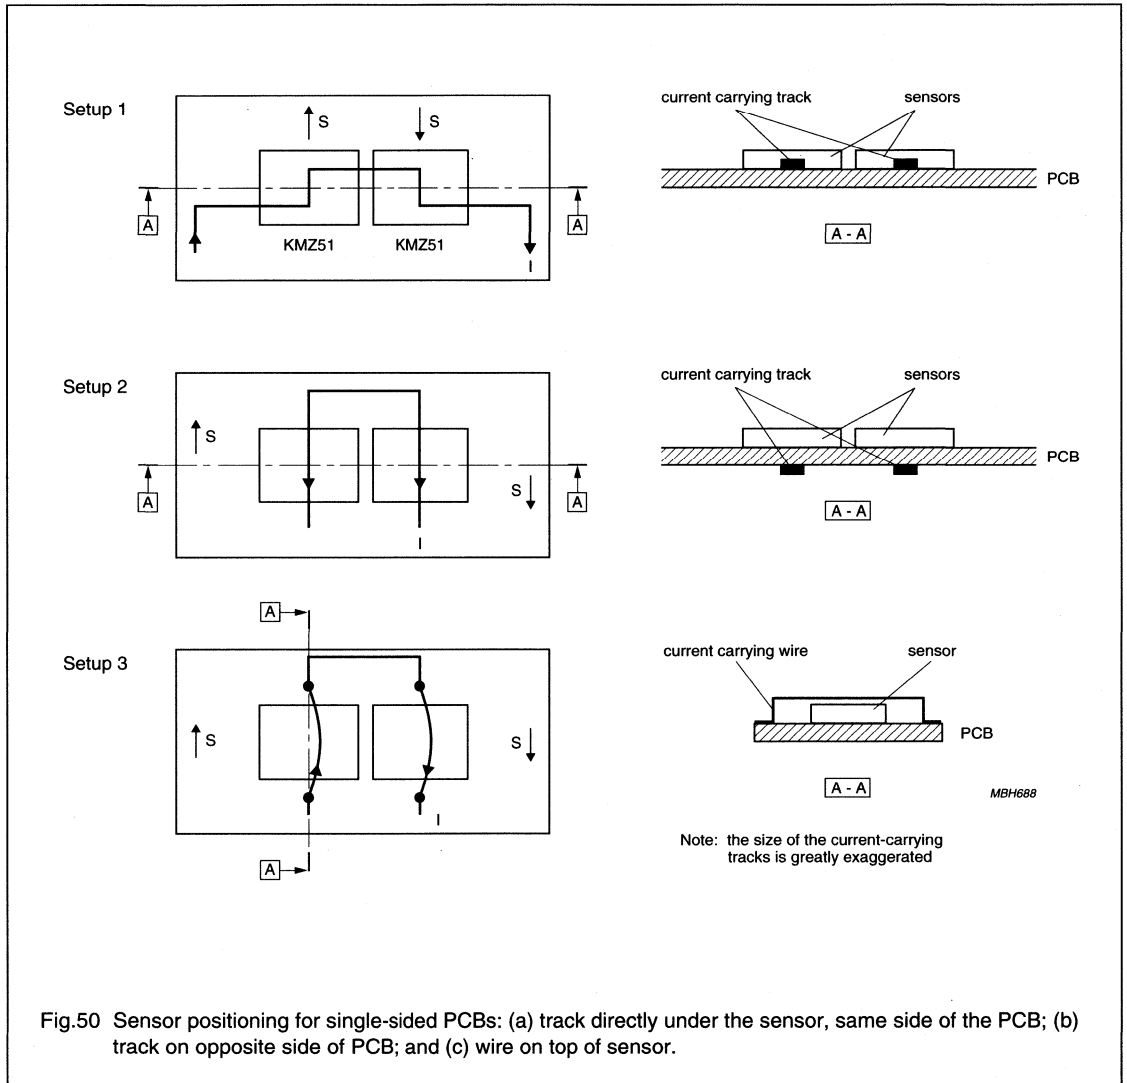 Setup 1
S
S
A
A
KMZ51
KMZ51
I
current carrying track
sensors
PCB
A - A
Setup 2
S
S
A
A
I
current carrying track
sensors
PCB
A - A
A
Setup 3
S
S
I
A
current carrying wire
sensor
PCB
A - A
MBH688
Note: the size of the current-carrying
tracks is greatly exaggerated
Fig.50 Sensor positioning for single-sided PCBs: (a) track directly under the sensor, same side of the PCB; (b)
track on opposite side of PCB; and (c) wire on top of sensor.